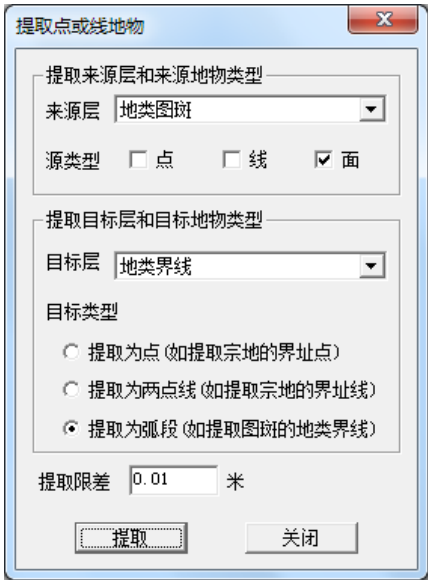 提取点或线地物
提取来源层和来源地物类型
来源层 地类图斑
源类型 点 线 面
提取目标层和目标地物类型
目标层 地类界线
目标类型
提取为点(如提取宗地的界址点)
提取为两点线(如提取宗地的界址线)
提取为弧段(如提取图斑的地类界线)
提取限差 0.01 米
提取 关闭